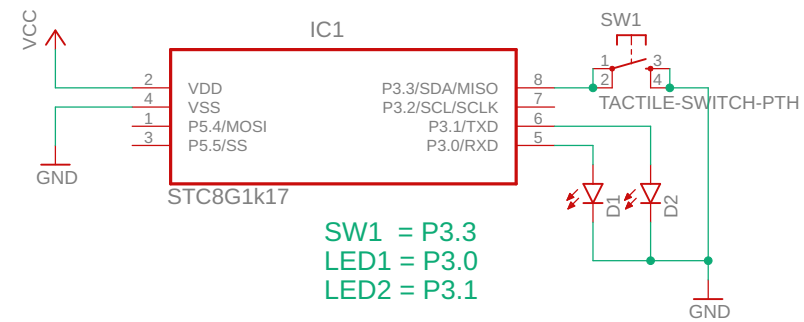 VCC
IC1
SW1
2 VDD
4 VSS
1 P5.4/MOSI
3 P5.5/SS
P3.3/SDA/MISO 8
P3.2/SCL/SCLK 7
P3.1/TXD 6
P3.0/RXD 5
1 3
2 4
TACTILE-SWITCH-PTH
GND
STC8G1k17
D1
D2
SW1 = P3.3
LED1 = P3.0
LED2 = P3.1
GND